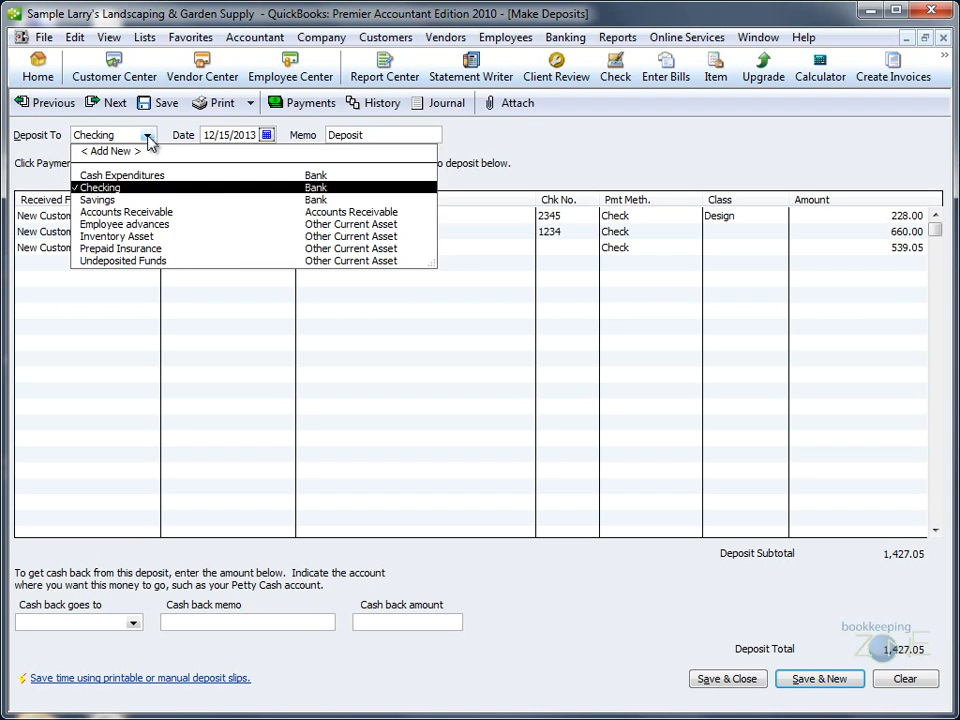 Sample Larry's Landscaping & Garden Supply - QuickBooks: Premier Accountant Edition 2010 - [Make Deposits]
File Edit View Lists Favorites Accountant Company Customers Vendors Employees Banking Reports Online Services Window Help
Home Customer Center Vendor Center Employee Center Report Center Statement Writer Client Review Check Enter Bills Item Upgrade Calculator Create Invoices
Previous Next Save Print Payments History Journal Attach
Deposit To Checking Date 12/15/2013 Memo Deposit
< Add New >
Click Payme o deposit below.
Cash Expenditures Bank
✓ Checking Bank
Savings Bank
Accounts Receivable Accounts Receivable
Employee advances Other Current Asset
Inventory Asset Other Current Asset
Prepaid Insurance Other Current Asset
Undeposited Funds Other Current Asset
Received F Chk No. Pmt Meth. Class Amount
New Custom 2345 Check Design 228.00
New Custom 1234 Check 660.00
New Custom Check 539.05
Deposit Subtotal 1,427.05
To get cash back from this deposit, enter the amount below. Indicate the account
where you want this money to go, such as your Petty Cash account.
Cash back goes to Cash back memo Cash back amount
bookkeeping
ZONE
Deposit Total 1,427.05
Save time using printable or manual deposit slips.
Save & Close Save & New Clear